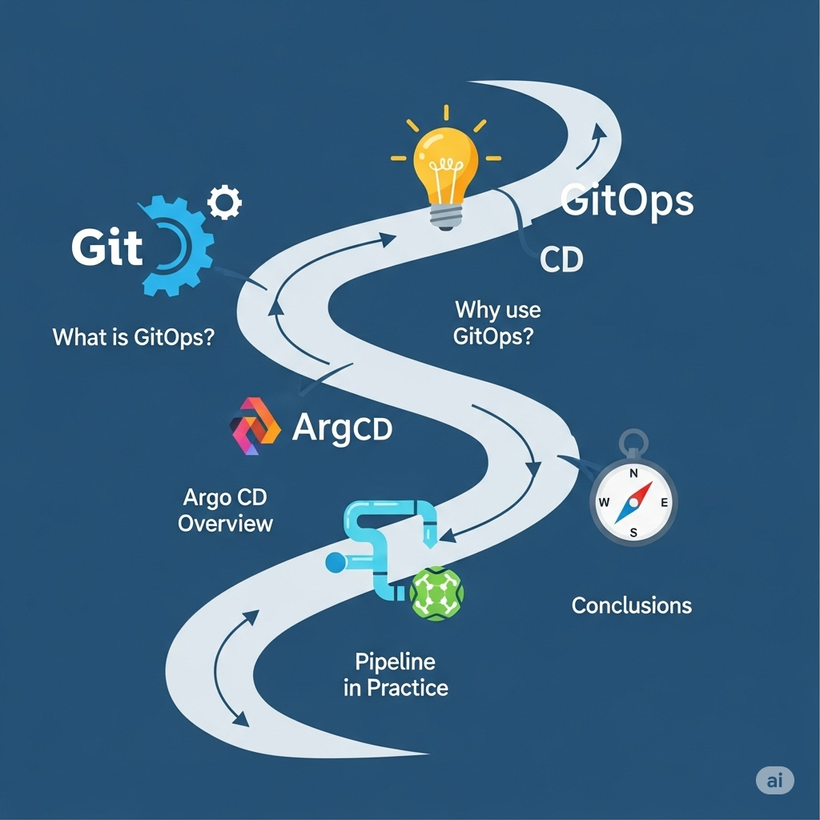 GitOps
CD
Git
What is GitOps?
Why use
GitOps?
ArgCD
Argo CD
Overview
N
W
E
S
Conclusions
Pipeline
in Practice
ai